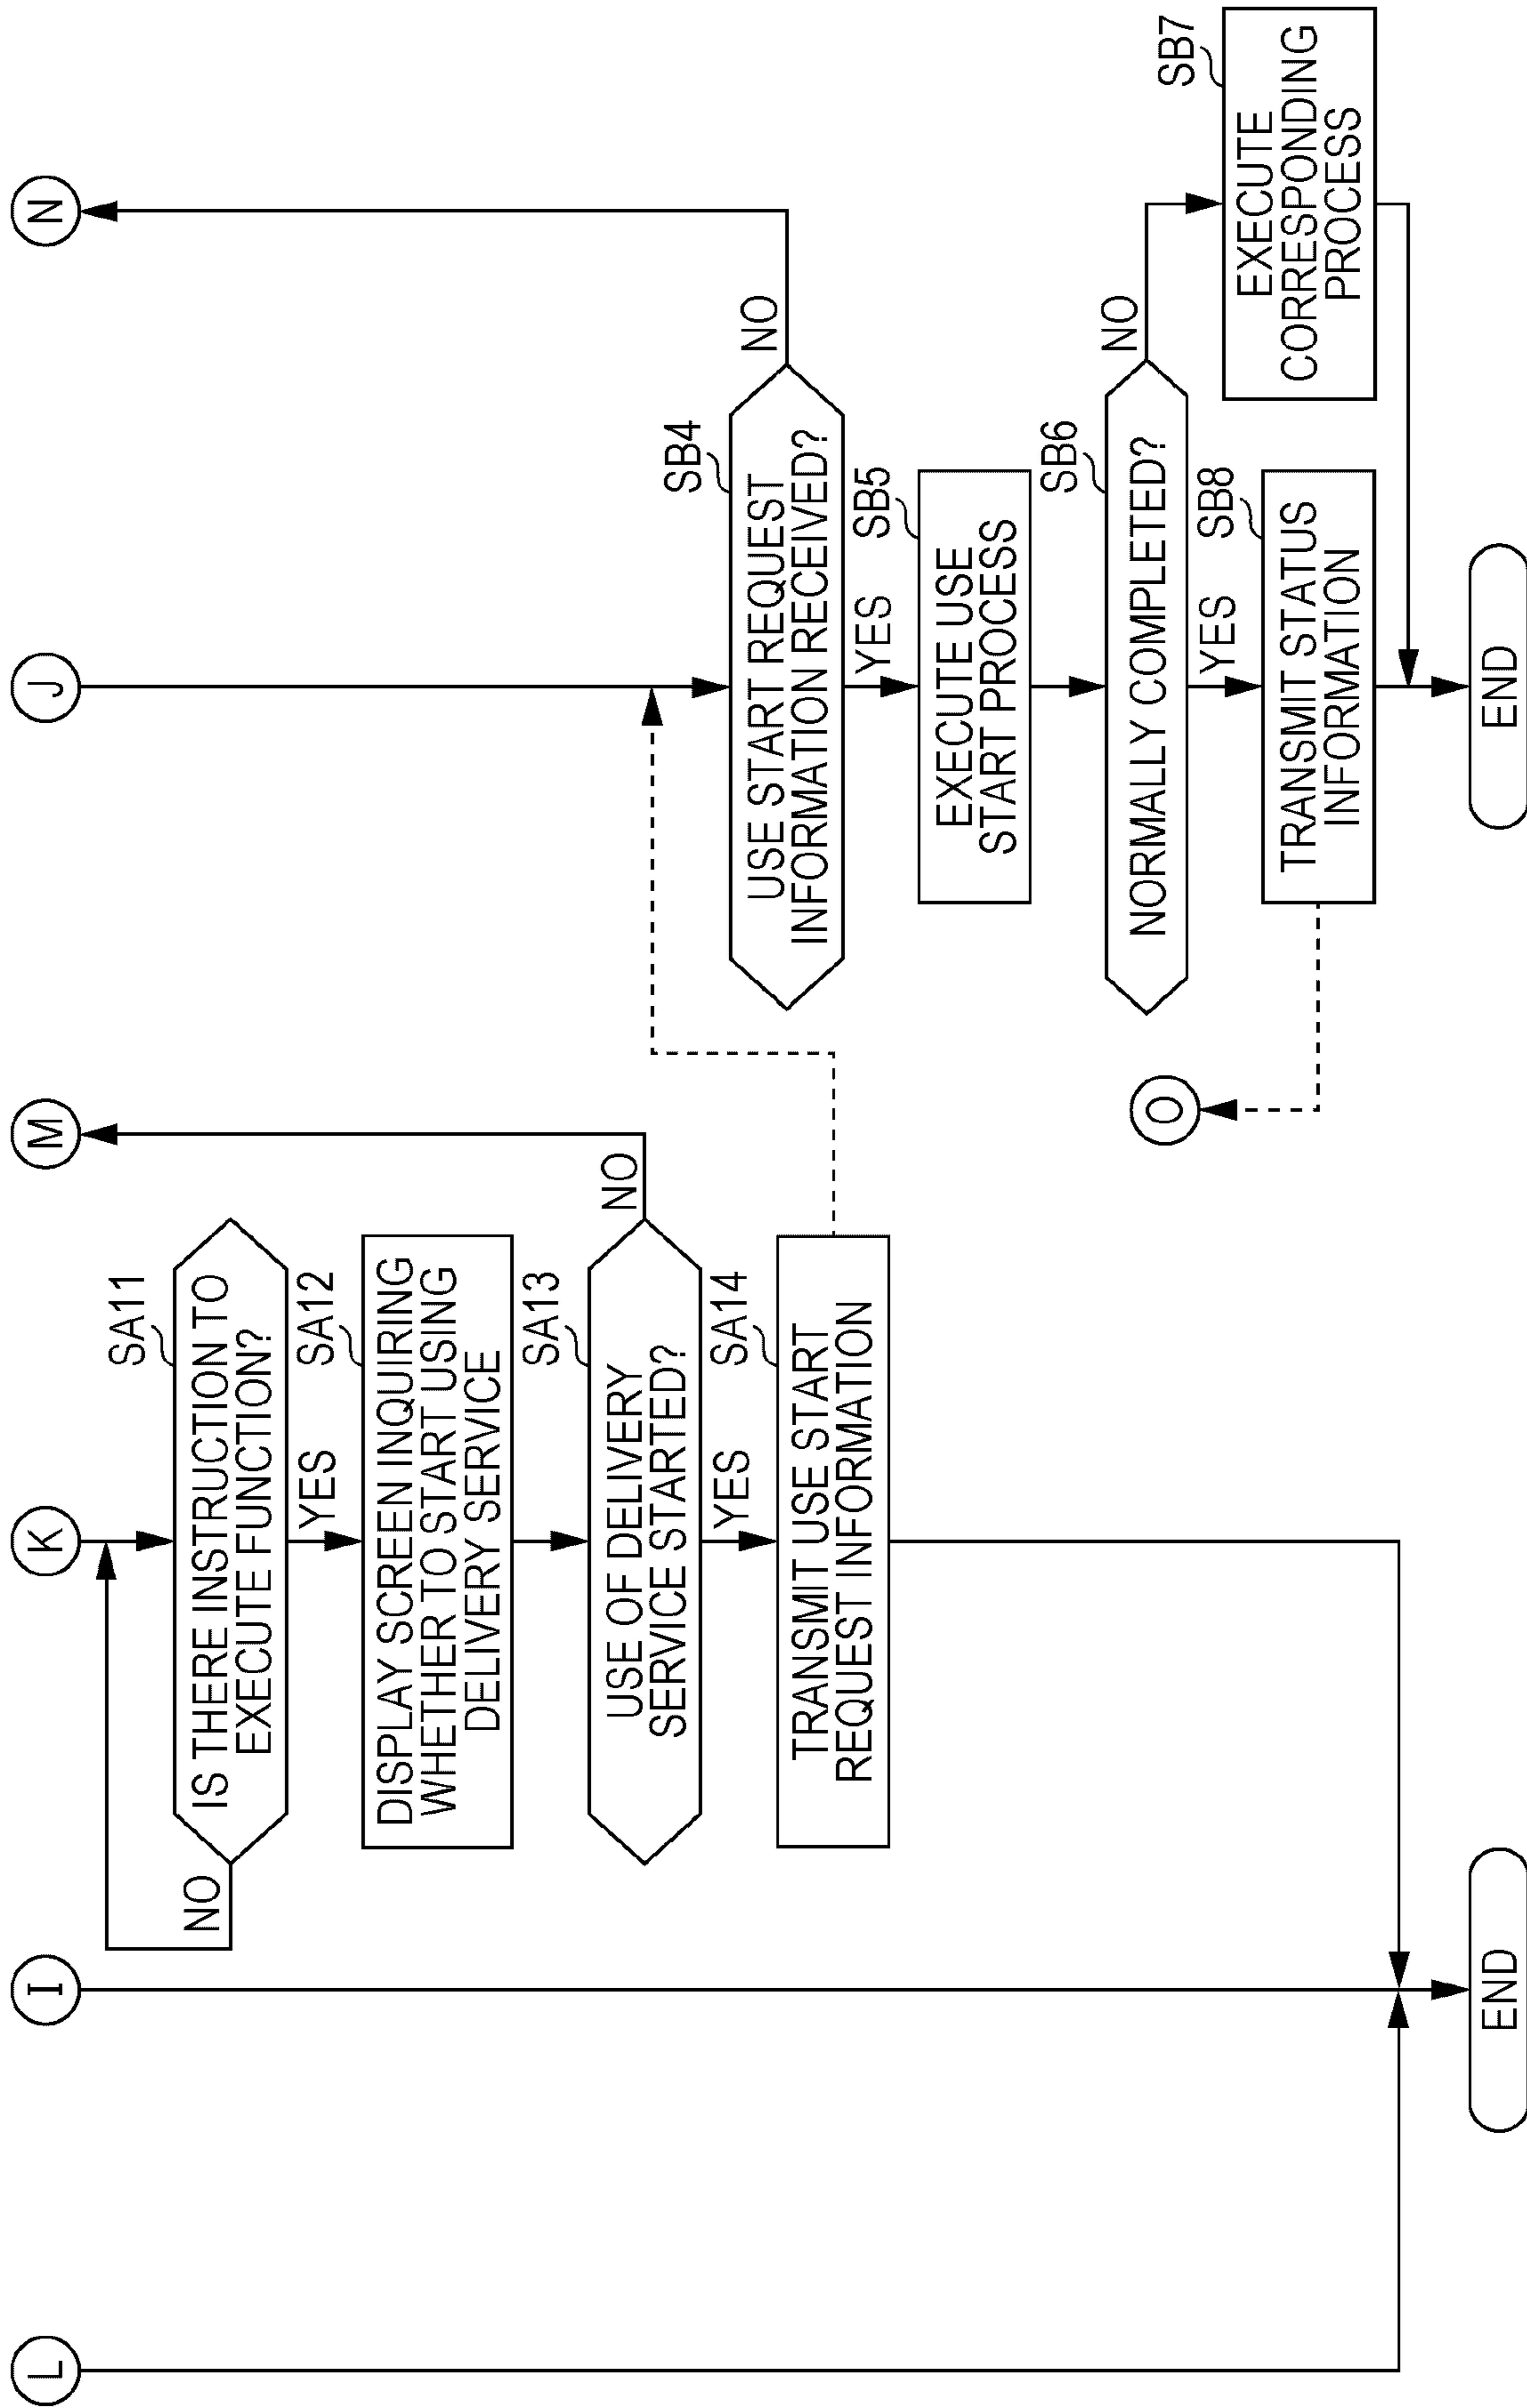 L
I
K
M
J
N
SA11
IS THERE INSTRUCTION TO
EXECUTE FUNCTION?
NO
YES
SA12
DISPLAY SCREEN INQUIRING
WHETHER TO START USING
DELIVERY SERVICE
SA13
USE OF DELIVERY
SERVICE STARTED?
NO
YES
SA14
TRANSMIT USE START
REQUEST INFORMATION
END
SB4
USE START REQUEST
INFORMATION RECEIVED?
NO
YES
SB5
EXECUTE USE
START PROCESS
SB6
NORMALLY COMPLETED?
NO
YES
SB7
EXECUTE
CORRESPONDING
PROCESS
SB8
TRANSMIT STATUS
INFORMATION
O
END